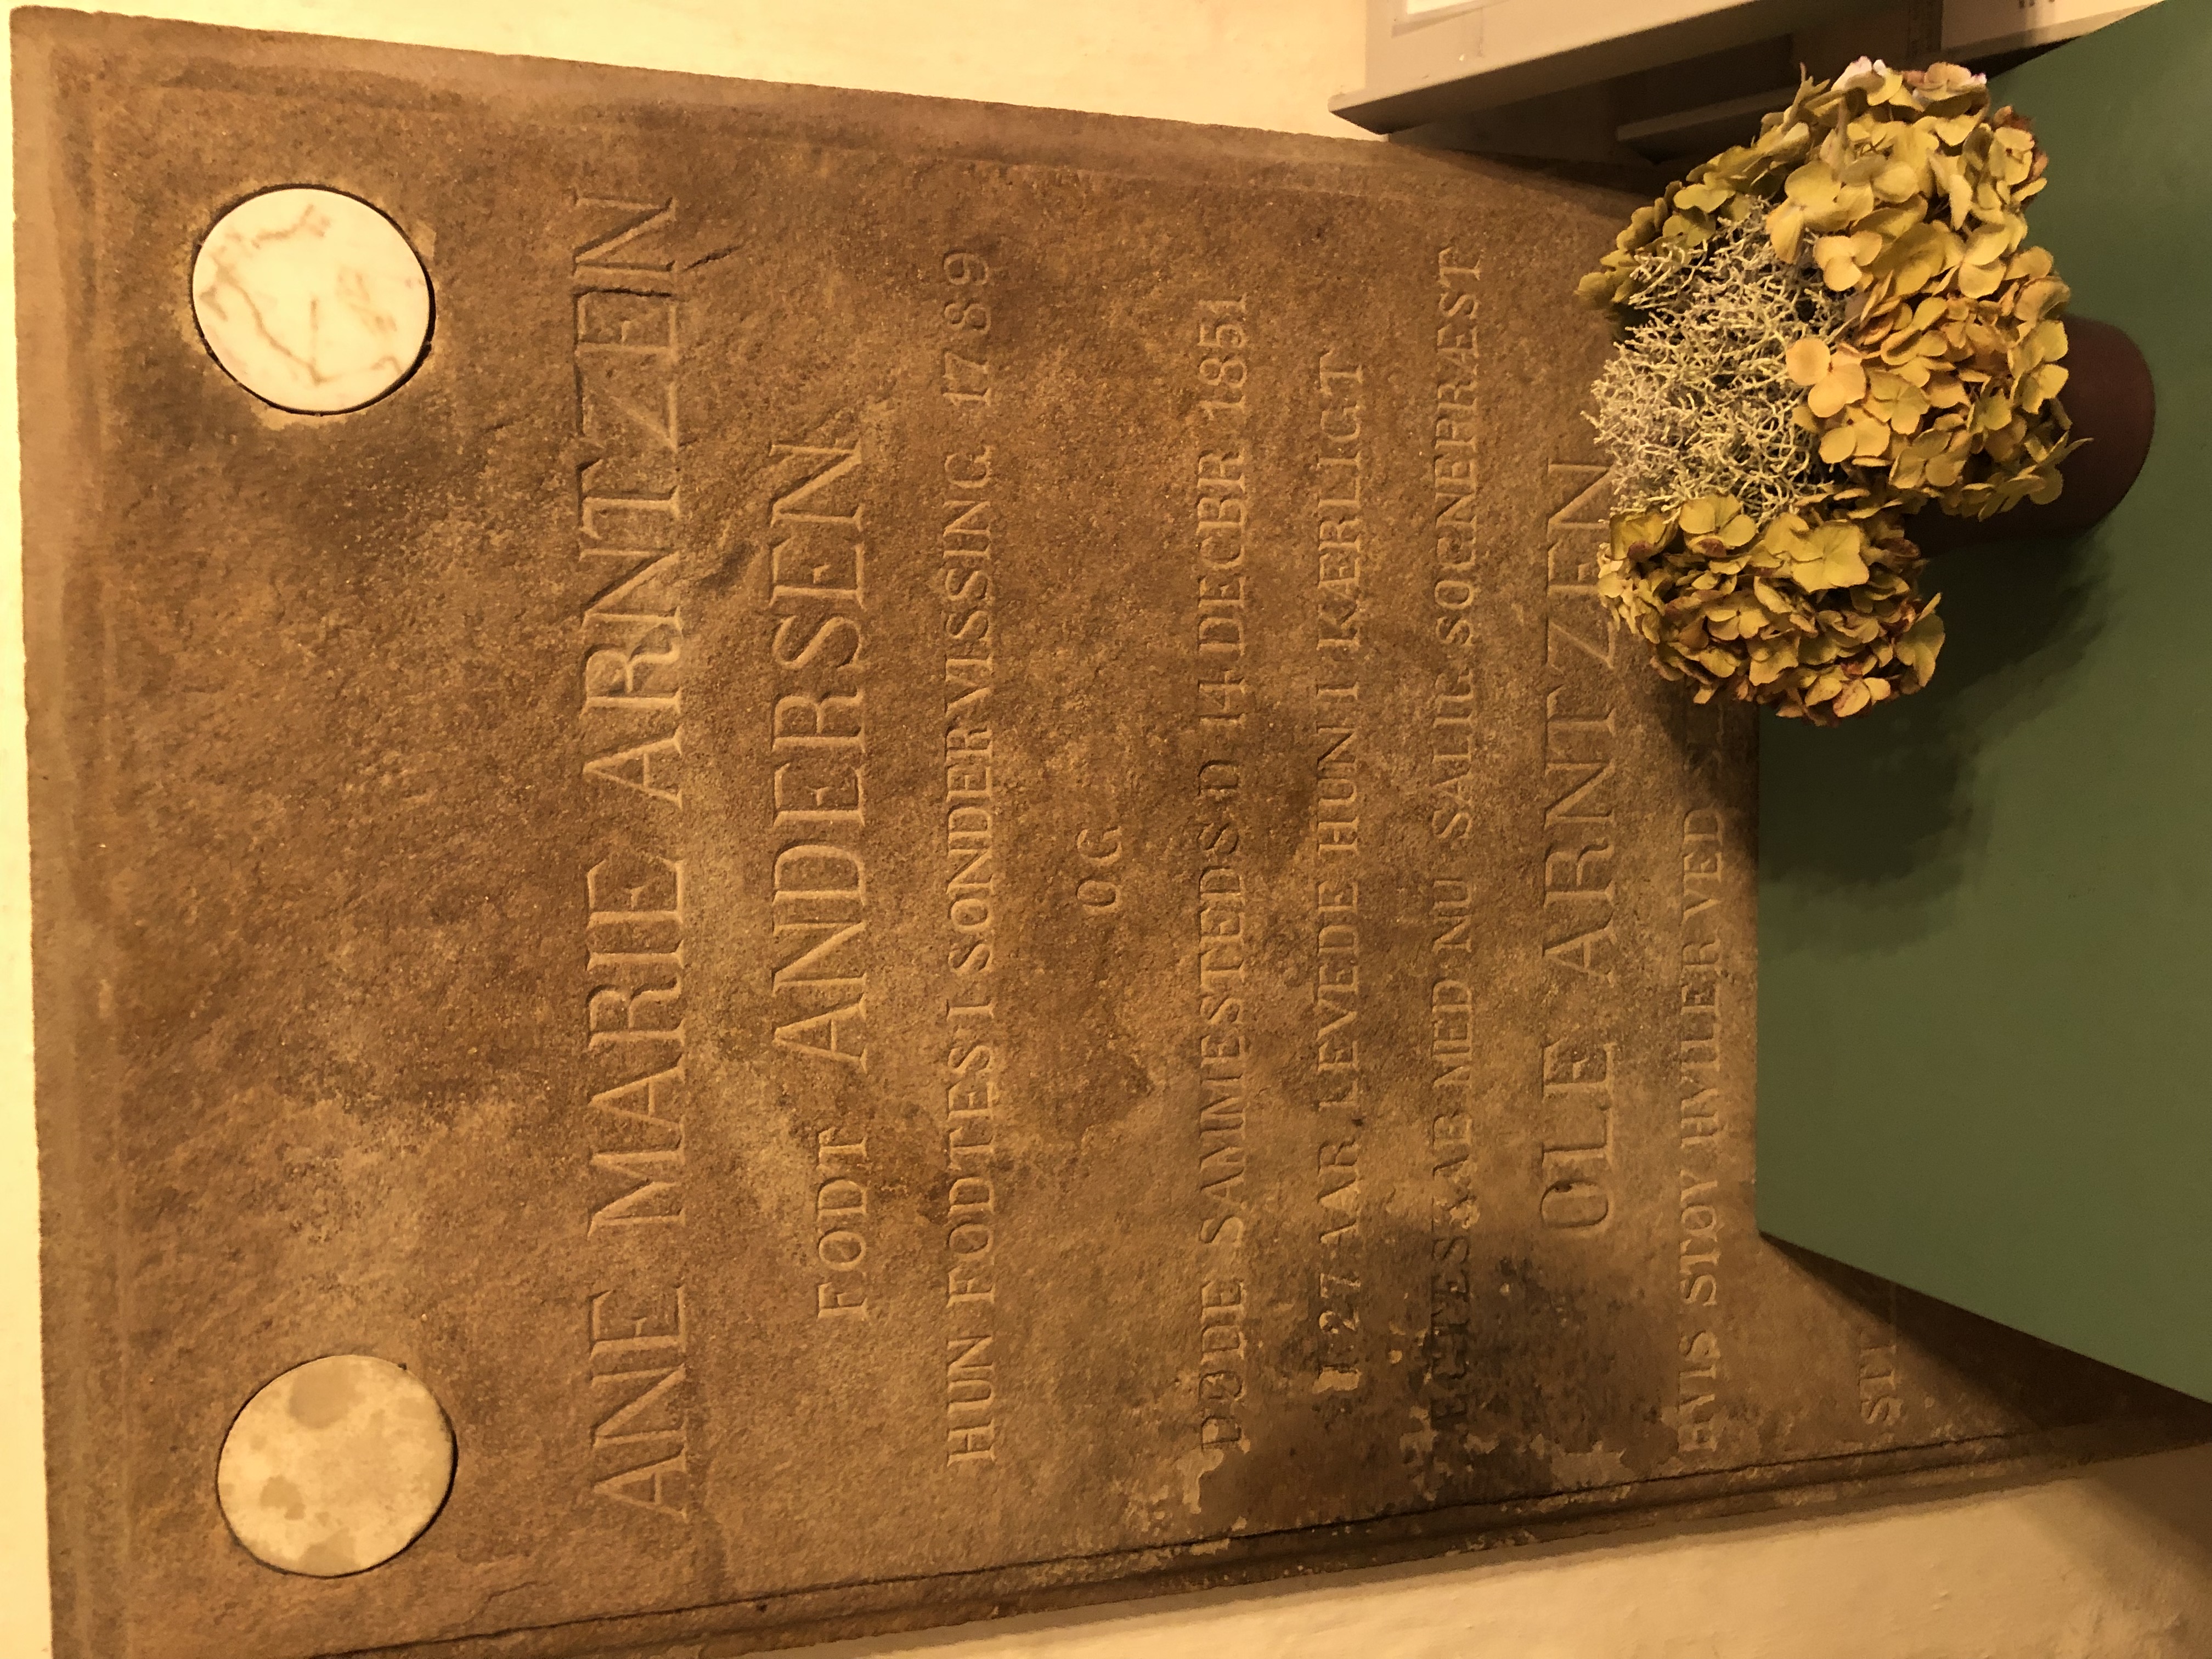 ANE MARIE ARNTZEN
FØDT ANDERSEN
HUN FØDTES I SØNDERVISSING 1789
OG
DØDE SAMMESTEDS D 14 DECBR 1851
I 27 AAR LEVEDE HUN I KÆRLIGT
ÆGTESKAB MED NU SALIG SOGNEPRÆST
OLE ARNTZEN
HVIS STØV HVILER VED